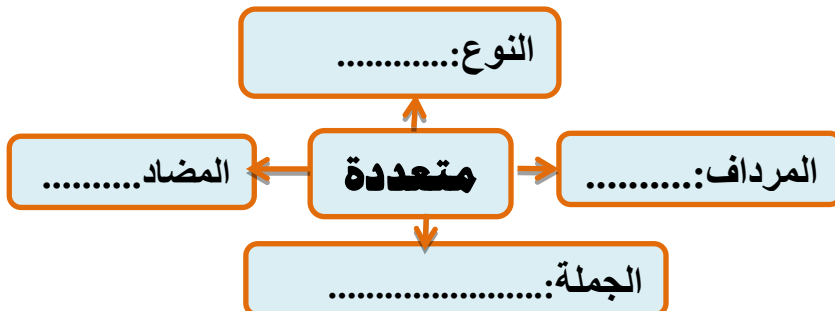 النوع:............
المرداف:..........
متعددة
المضاد..........
الجملة:.......................